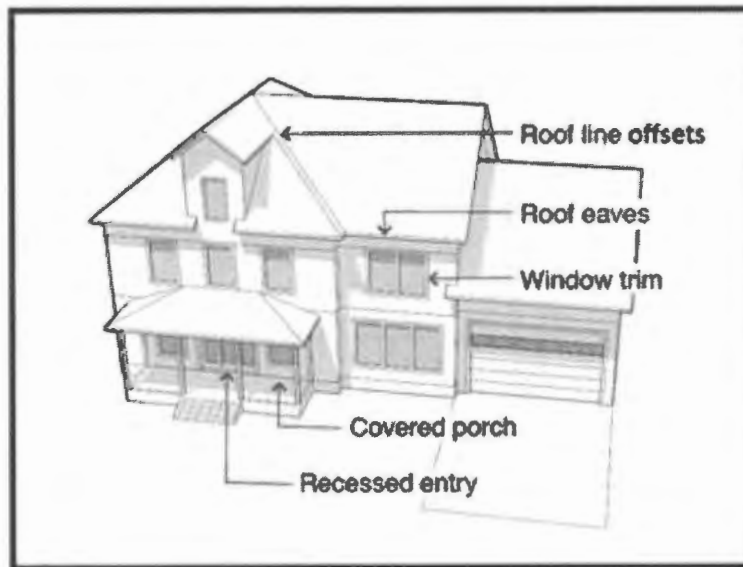 Roof line offsets
Roof eaves
Window trim
Covered porch
Recessed entry